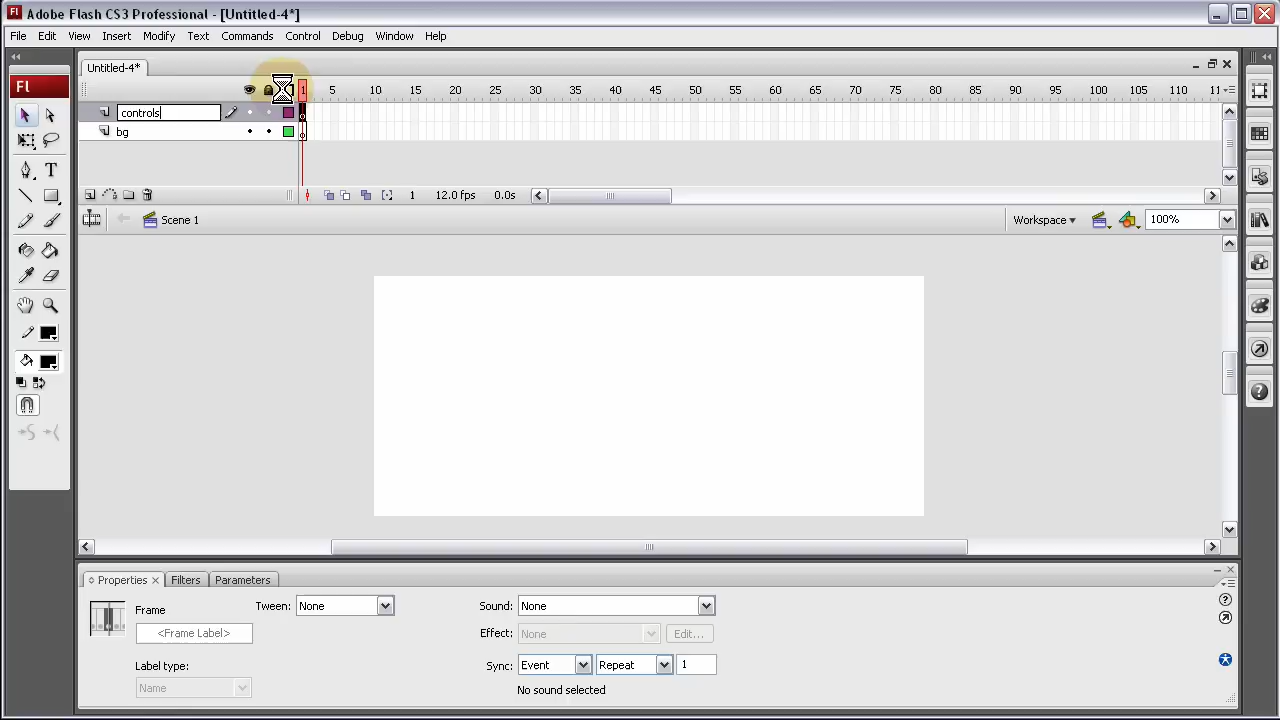 Adobe Flash CS3 Professional - [Untitled-4*]
File Edit View Insert Modify Text Commands Control Debug Window Help
Untitled-4*
Fl
1 5 10 15 20 25 30 35 40 45 50 55 60 65 70 75 80 85 90 95 100 105 110 11
controls
bg
1 12.0 fps 0.0s
Scene 1
Workspace
100%
Properties Filters Parameters
Frame
Tween: None
Sound: None
<Frame Label>
Effect: None Edit...
Label type:
Sync: Event Repeat 1
Name
No sound selected